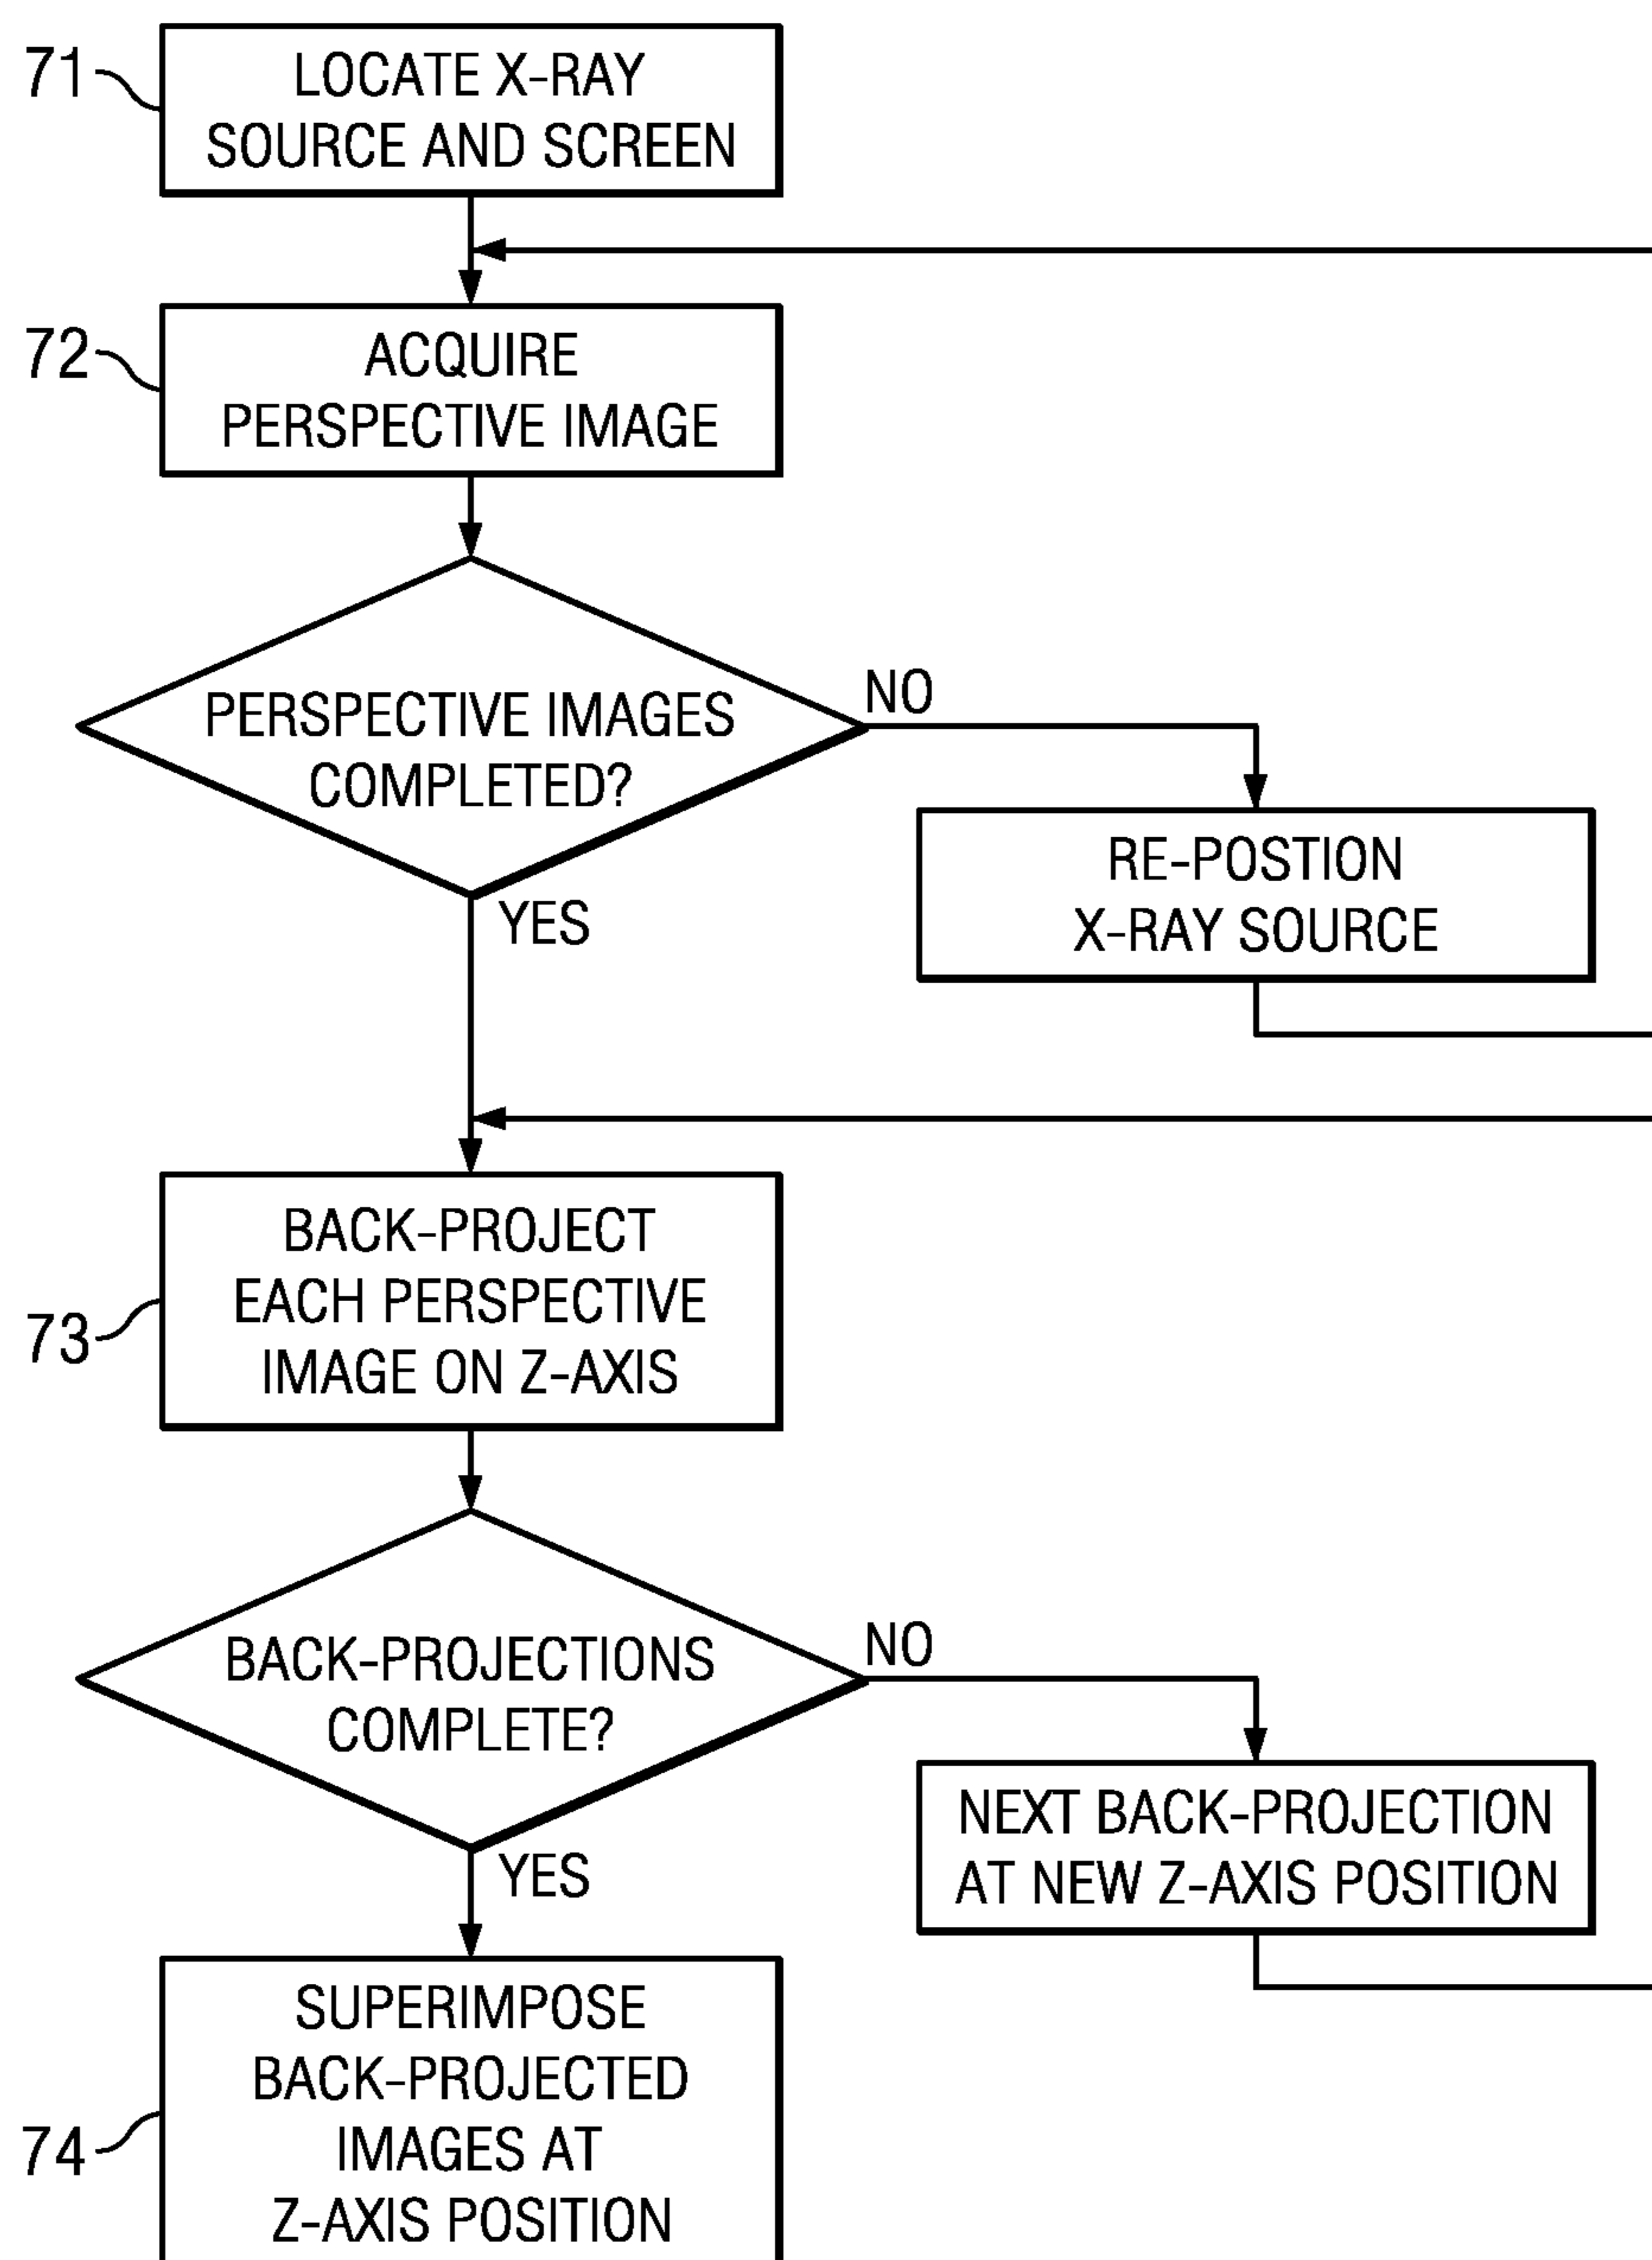 71
LOCATE X-RAY
SOURCE AND SCREEN
72
ACQUIRE
PERSPECTIVE IMAGE
PERSPECTIVE IMAGES
COMPLETED?
NO
YES
RE-POSTION
X-RAY SOURCE
73
BACK-PROJECT
EACH PERSPECTIVE
IMAGE ON Z-AXIS
BACK-PROJECTIONS
COMPLETE?
NO
YES
NEXT BACK-PROJECTION
AT NEW Z-AXIS POSITION
74
SUPERIMPOSE
BACK-PROJECTED
IMAGES AT
Z-AXIS POSITION